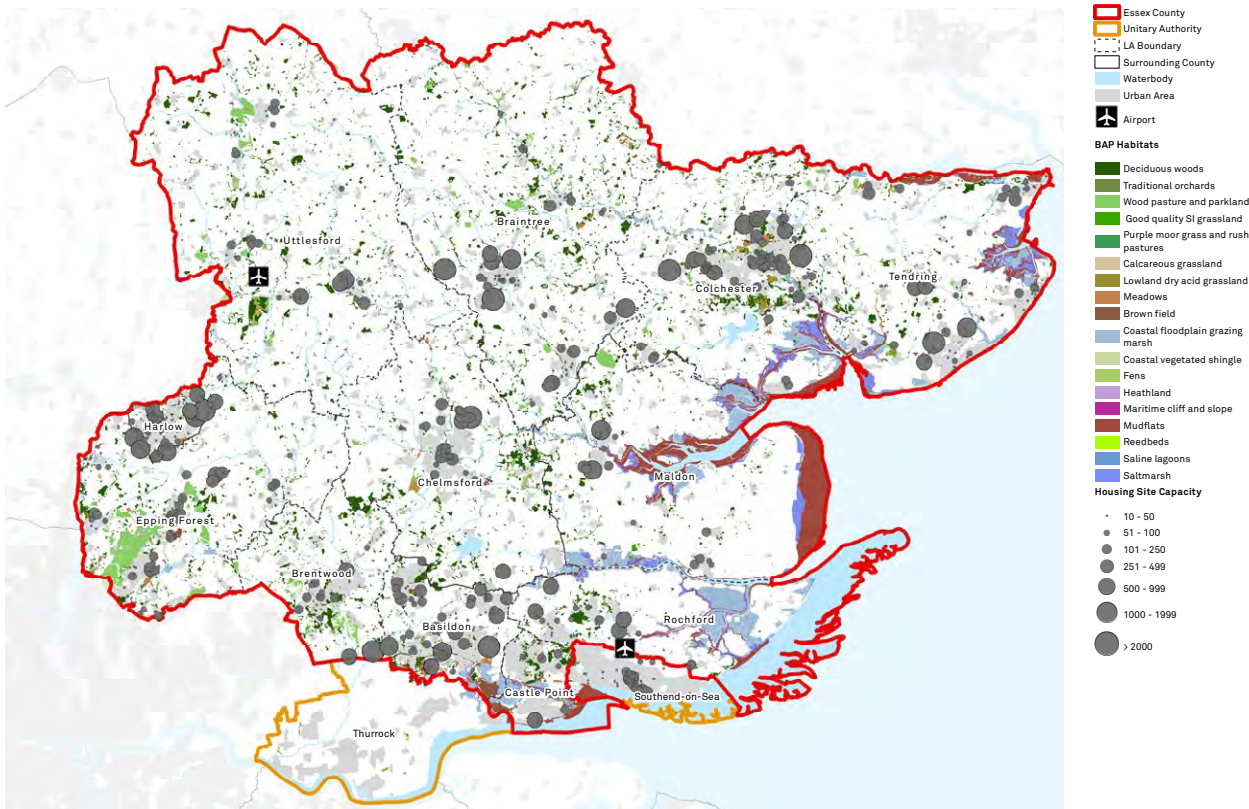 Essex County
Unitary Authority
LA Boundary
Surrounding County
Waterbody
Urban Area
Airport
BAP Habitats
Deciduous woods
Traditional orchards
Wood pasture and parkland
Good quality SI grassland
Purple moor grass and rush
pastures
Calcareous grassland
Lowland dry acid grassland
Meadows
Brown field
Coastal floodplain grazing
marsh
Coastal vegetated shingle
Fens
Heathland
Maritime cliff and slope
Mudflats
Reedbeds
Saline lagoons
Saltmarsh
Housing Site Capacity
10 - 50
51 - 100
101 - 250
251 - 499
500 - 999
1000 - 1999
> 2000
Braintree
Uttlesford
Tendring
Colchester
Harlow
Maldon
Chelmsford
Epping Forest
Brentwood
Rochford
Basildon
Castle Point
Southend-on-Sea
Thurrock